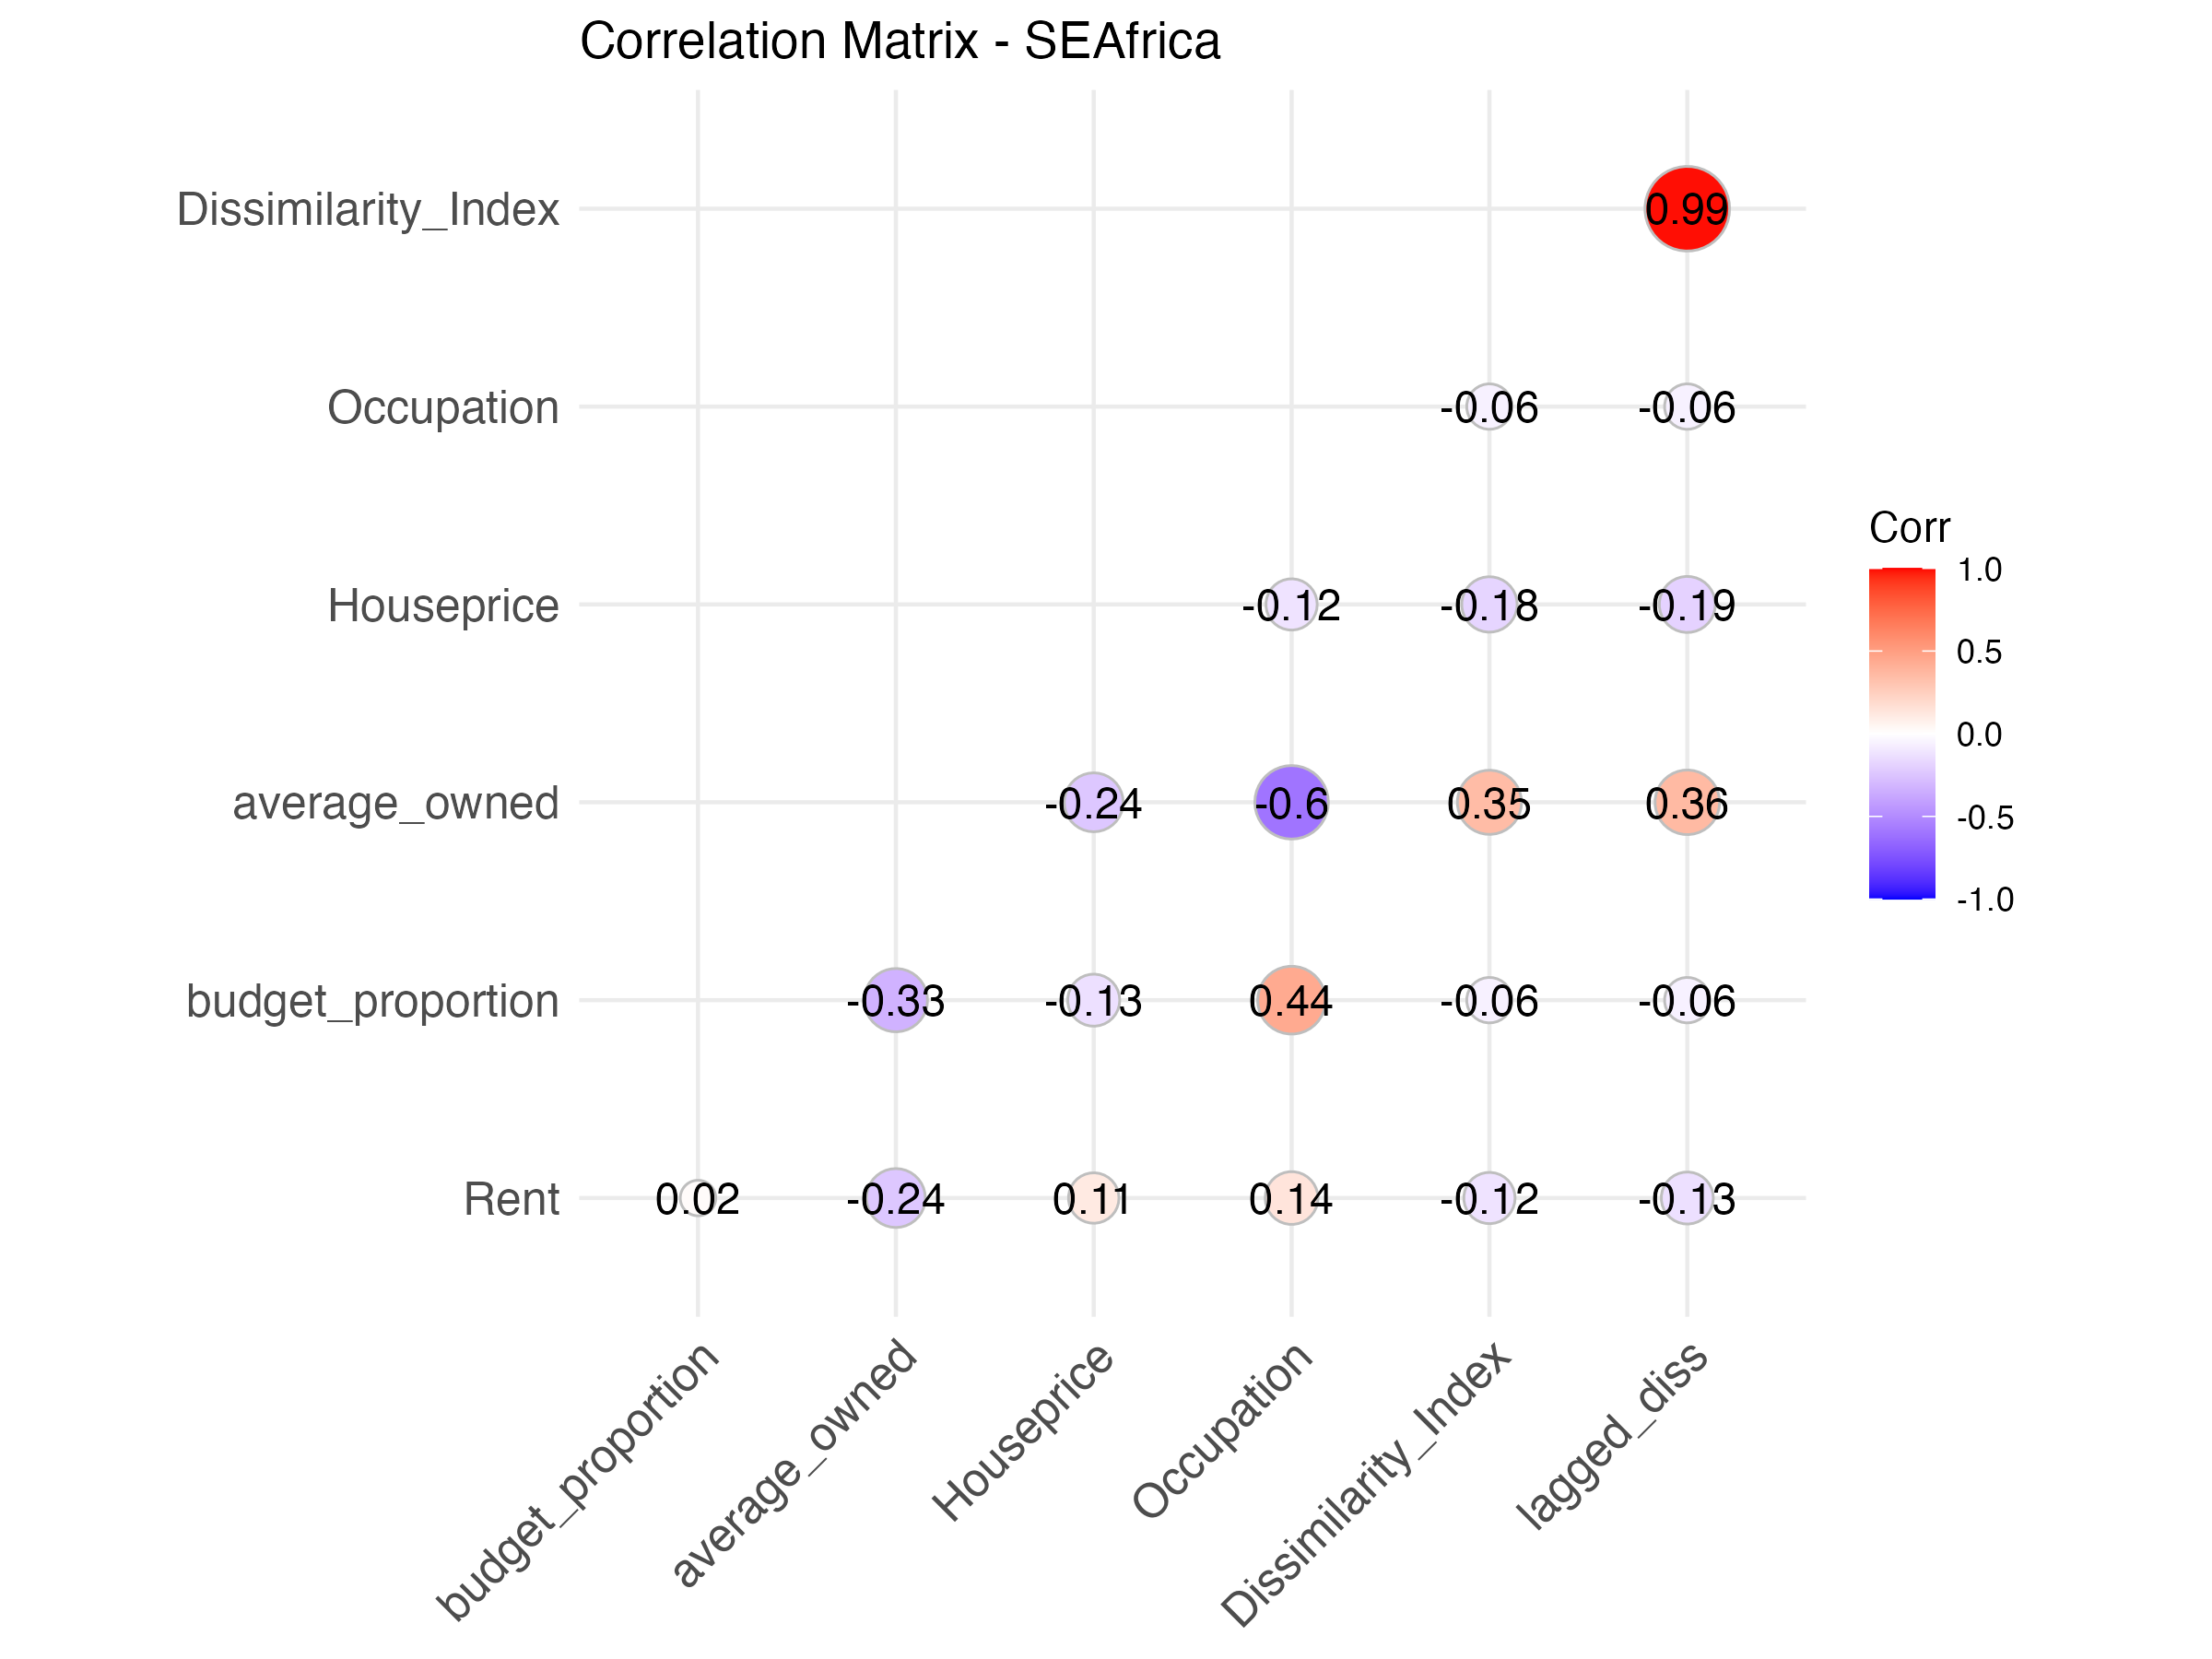 Correlation Matrix - SEAfrica
Dissimilarity_Index
0.99
Occupation
-0.06 -0.06
Houseprice
-0.12 -0.18 -0.19
average_owned
-0.24 -0.6 0.35 0.36
budget_proportion
-0.33 -0.13 0.44 -0.06 -0.06
Rent
0.02 -0.24 0.11 0.14 -0.12 -0.13
budget_proportion
average_owned
Houseprice
Occupation
Dissimilarity_Index
lagged_diss
Corr
1.0
0.5
0.0
-0.5
-1.0